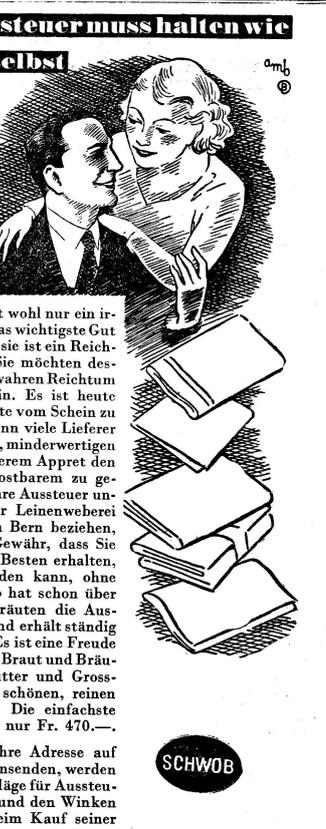 steuer muss halten wie
elbst
amb
B
t wohl nur ein ir-
as wichtigste Gut
sie ist ein Reich-
Sie möchten des-
wahren Reichtum
in. Es ist heute
te vom Schein zu
nn viele Lieferer
, minderwertigen
erem Appret den
ostbarem zu ge-
hre Aussteuer un-
r Leinenweberei
n Bern beziehen,
Gewähr, dass Sie
Besten erhalten,
den kann, ohne
o hat schon über
räuten die Aus-
nd erhält ständig
Es ist eine Freude
Braut und Bräu-
tter und Gross-
schönen, reinen
Die einfachste
nur Fr. 470.—.
hre Adresse auf
nsenden, werden
läge für Aussteu-
und den Winken
eim Kauf seiner
SCHWOB